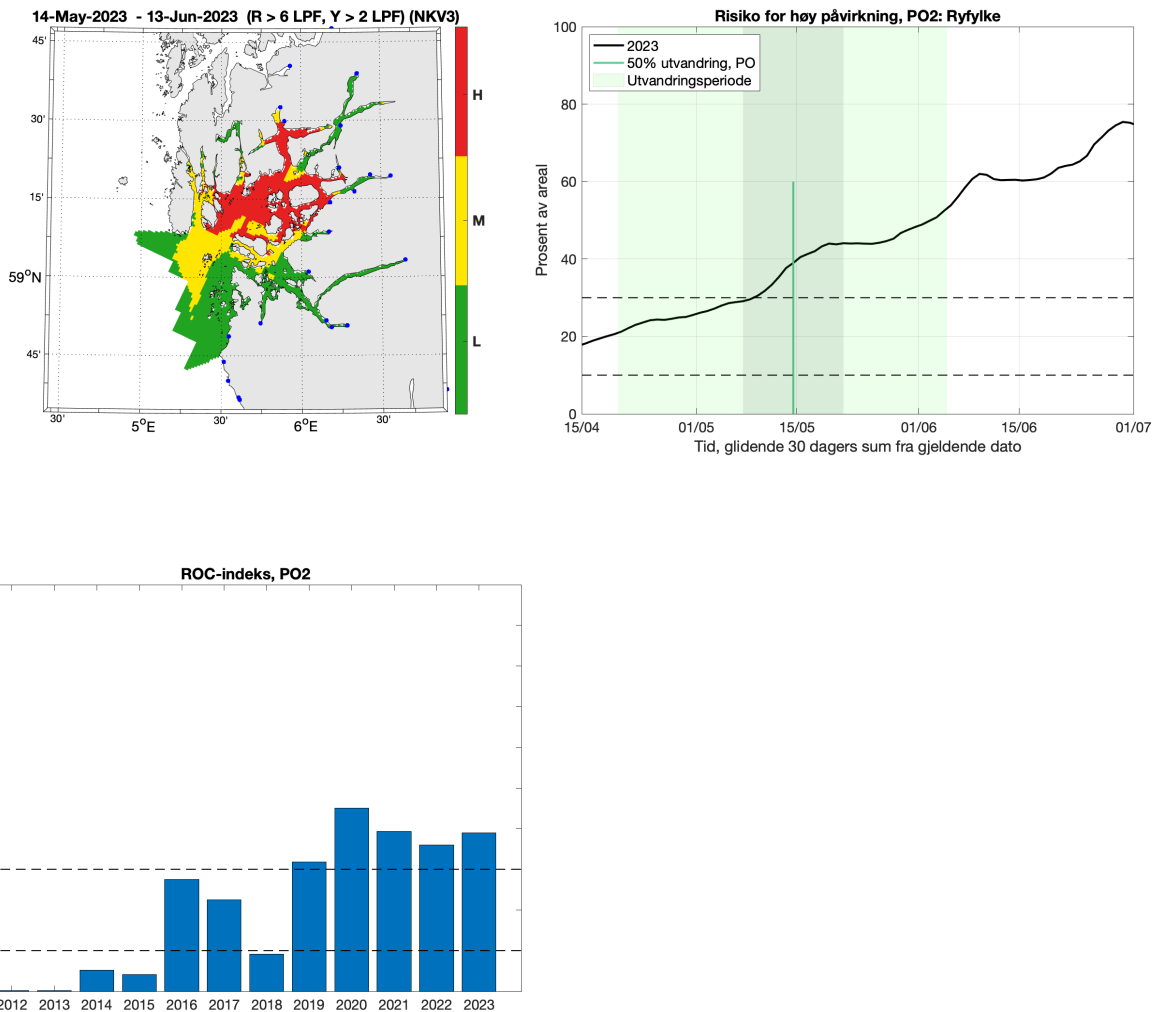 14-May-2023 - 13-Jun-2023 (R > 6 LPF, Y > 2 LPF) (NKV3)
45'
30'
15'
59°N
45'
30'
5°E
30'
6°E
30'
H
M
L
Risiko for høy påvirkning, PO2: Ryfylke
2023
50% utvandring, PO
Utvandringsperiode
Prosent av areal
100
80
60
40
20
0
15/04 01/05 15/05 01/06 15/06 01/07
Tid, glidende 30 dagers sum fra gjeldende dato
ROC-indeks, PO2
2012 2013 2014 2015 2016 2017 2018 2019 2020 2021 2022 2023